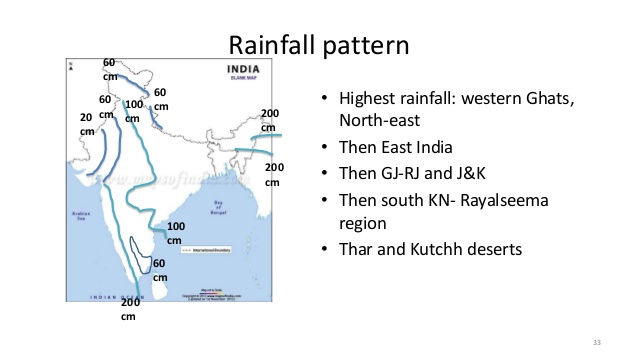 Rainfall pattern
60
cm
N
INDIA
BLANK MAP
60
cm
60
cm
100
cm
20
cm
200
cm
200
cm
www.mapsofindia.com
Arabian
Sea
Bay
of
Bengal
100
cm
International Boundary
60
cm
INDIAN OCEAN
200
cm
• Highest rainfall: western Ghats,
North-east
• Then East India
• Then GJ-RJ and J&K
• Then south KN- Rayalseema
region
• Thar and Kutchh deserts
33